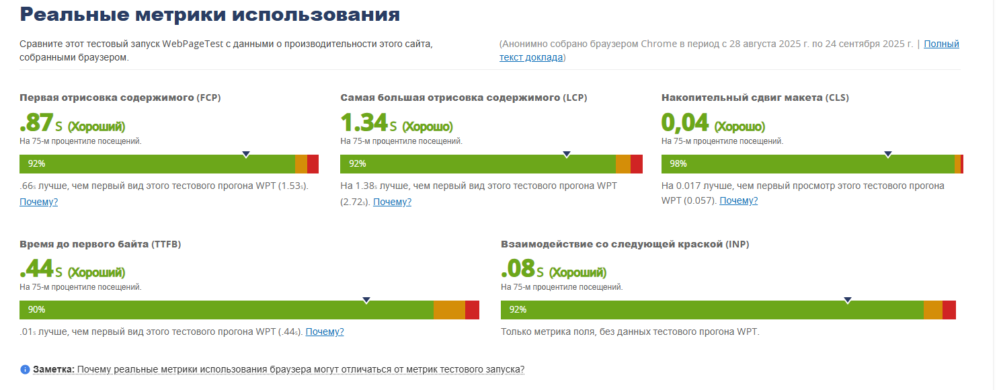 Реальные метрики использования
Сравните этот тестовый запуск WebPageTest с данными о производительности этого сайта,
собранными браузером.
(Анонимно собрано браузером Chrome в период с 28 августа 2025 г. по 24 сентября 2025 г. | Полный
текст доклада)
Первая отрисовка содержимого (FCP)
.87 S (Хороший)
На 75-м процентиле посещений.
92%
.66s лучше, чем первый вид этого тестового прогона WPT (1.53s).
Почему?
Самая большая отрисовка содержимого (LCP)
1.34 S (Хорошо)
На 75-м процентиле посещений.
92%
На 1.38s лучше, чем первый вид этого тестового прогона WPT
(2.72s). Почему?
Накопительный сдвиг макета (CLS)
0,04 (Хорошо)
На 75-м процентиле посещений.
98%
На 0.017 лучше, чем первый просмотр этого тестового прогона
WPT (0.057). Почему?
Время до первого байта (TTFB)
.44 S (Хороший)
На 75-м процентиле посещений.
90%
.01s лучше, чем первый вид этого тестового прогона WPT (.44s). Почему?
Взаимодействие со следующей краской (INP)
.08 S (Хороший)
На 75-м процентиле посещений.
92%
Только метрика поля, без данных тестового прогона WPT.
Заметка: Почему реальные метрики использования браузера могут отличаться от метрик тестового запуска?